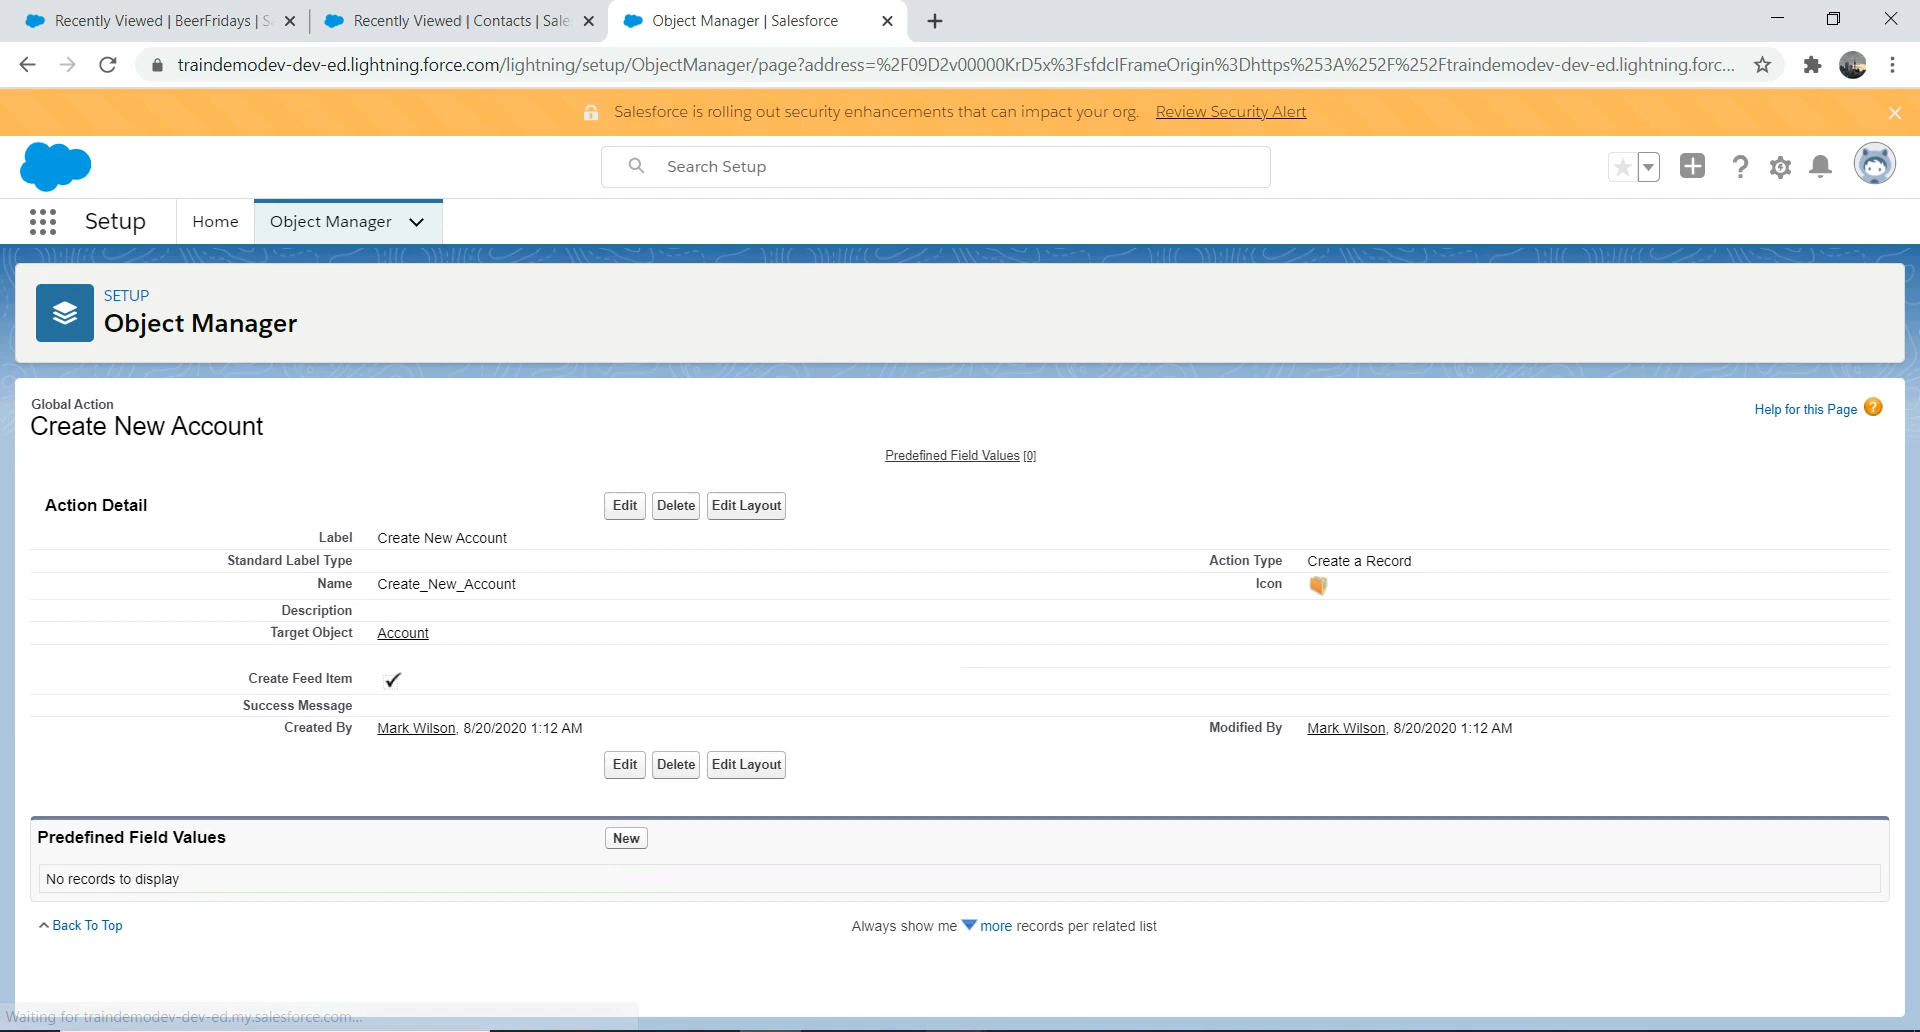 Recently Viewed | BeerFridays | S
Recently Viewed | Contacts | Sale
Object Manager | Salesforce
traindemodev-dev-ed.lightning.force.com/lightning/setup/ObjectManager/page?address=%2F09D2v00000KrD5x%3FsfdcIFrameOrigin%3Dhttps%253A%252F%252Ftraindemodev-dev-ed.lightning.forc...
Salesforce is rolling out security enhancements that can impact your org. Review Security Alert
Search Setup
Setup
Home
Object Manager
SETUP
Object Manager
Global Action
Create New Account
Help for this Page ?
Predefined Field Values [0]
Action Detail
Edit Delete Edit Layout
Label Create New Account
Standard Label Type
Action Type Create a Record
Name Create_New_Account
Icon
Description
Target Object Account
Create Feed Item
Success Message
Created By Mark Wilson, 8/20/2020 1:12 AM
Modified By Mark Wilson, 8/20/2020 1:12 AM
Edit Delete Edit Layout
Predefined Field Values
New
No records to display
Back To Top
Always show me more records per related list
Waiting for traindemodev-dev-ed.my.salesforce.com...